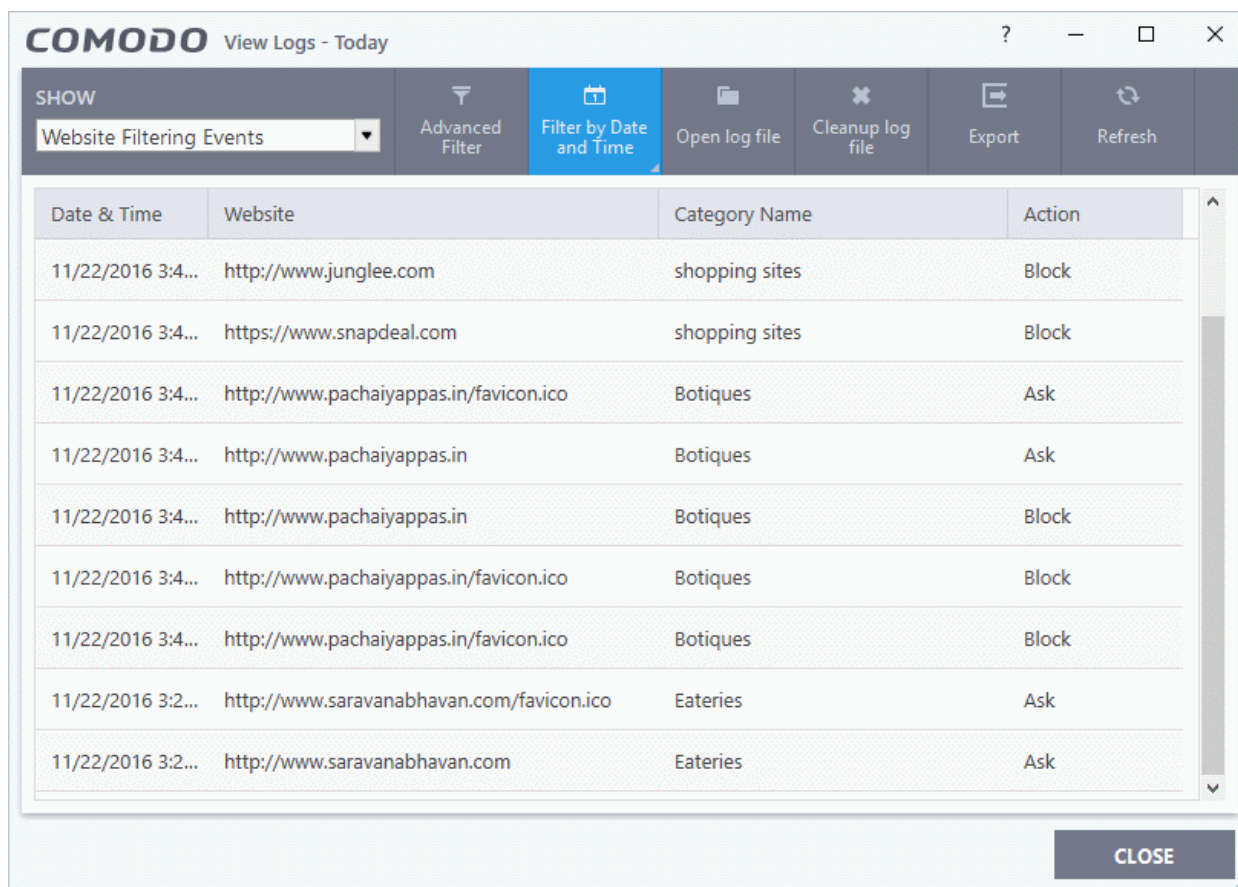 COMODO View Logs - Today
?
SHOW
Website Filtering Events
Advanced
Filter
Filter by Date
and Time
Open log file
Cleanup log
file
Export
Refresh
Date & Time Website Category Name Action
11/22/2016 3:4... http://www.junglee.com shopping sites Block
11/22/2016 3:4... https://www.snapdeal.com shopping sites Block
11/22/2016 3:4... http://www.pachaiyappas.in/favicon.ico Botiques Ask
11/22/2016 3:4... http://www.pachaiyappas.in Botiques Ask
11/22/2016 3:4... http://www.pachaiyappas.in Botiques Block
11/22/2016 3:4... http://www.pachaiyappas.in/favicon.ico Botiques Block
11/22/2016 3:4... http://www.pachaiyappas.in/favicon.ico Botiques Block
11/22/2016 3:2... http://www.saravanabhavan.com/favicon.ico Eateries Ask
11/22/2016 3:2... http://www.saravanabhavan.com Eateries Ask
CLOSE